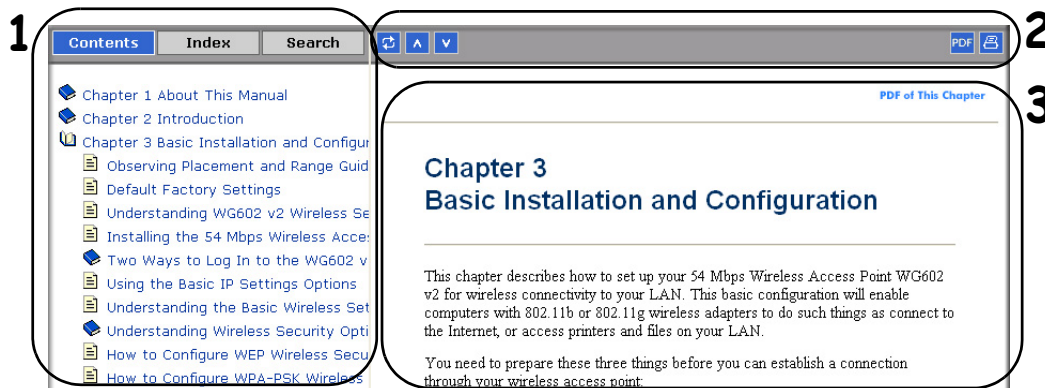 1
Contents Index Search
Chapter 1 About This Manual
Chapter 2 Introduction
Chapter 3 Basic Installation and Configur
Observing Placement and Range Guid
Default Factory Settings
Understanding WG602 v2 Wireless Se
Installing the 54 Mbps Wireless Acce
Two Ways to Log In to the WG602 v
Using the Basic IP Settings Options
Understanding the Basic Wireless Set
Understanding Wireless Security Opti
How to Configure WEP Wireless Secu
How to Configure WPA-PSK Wireless
PDF
2
3
PDF of This Chapter
Chapter 3
Basic Installation and Configuration
This chapter describes how to set up your 54 Mbps Wireless Access Point WG602
v2 for wireless connectivity to your LAN. This basic configuration will enable
computers with 802.11b or 802.11g wireless adapters to do such things as connect to
the Internet, or access printers and files on your LAN.
You need to prepare these three things before you can establish a connection
through your wireless access point: